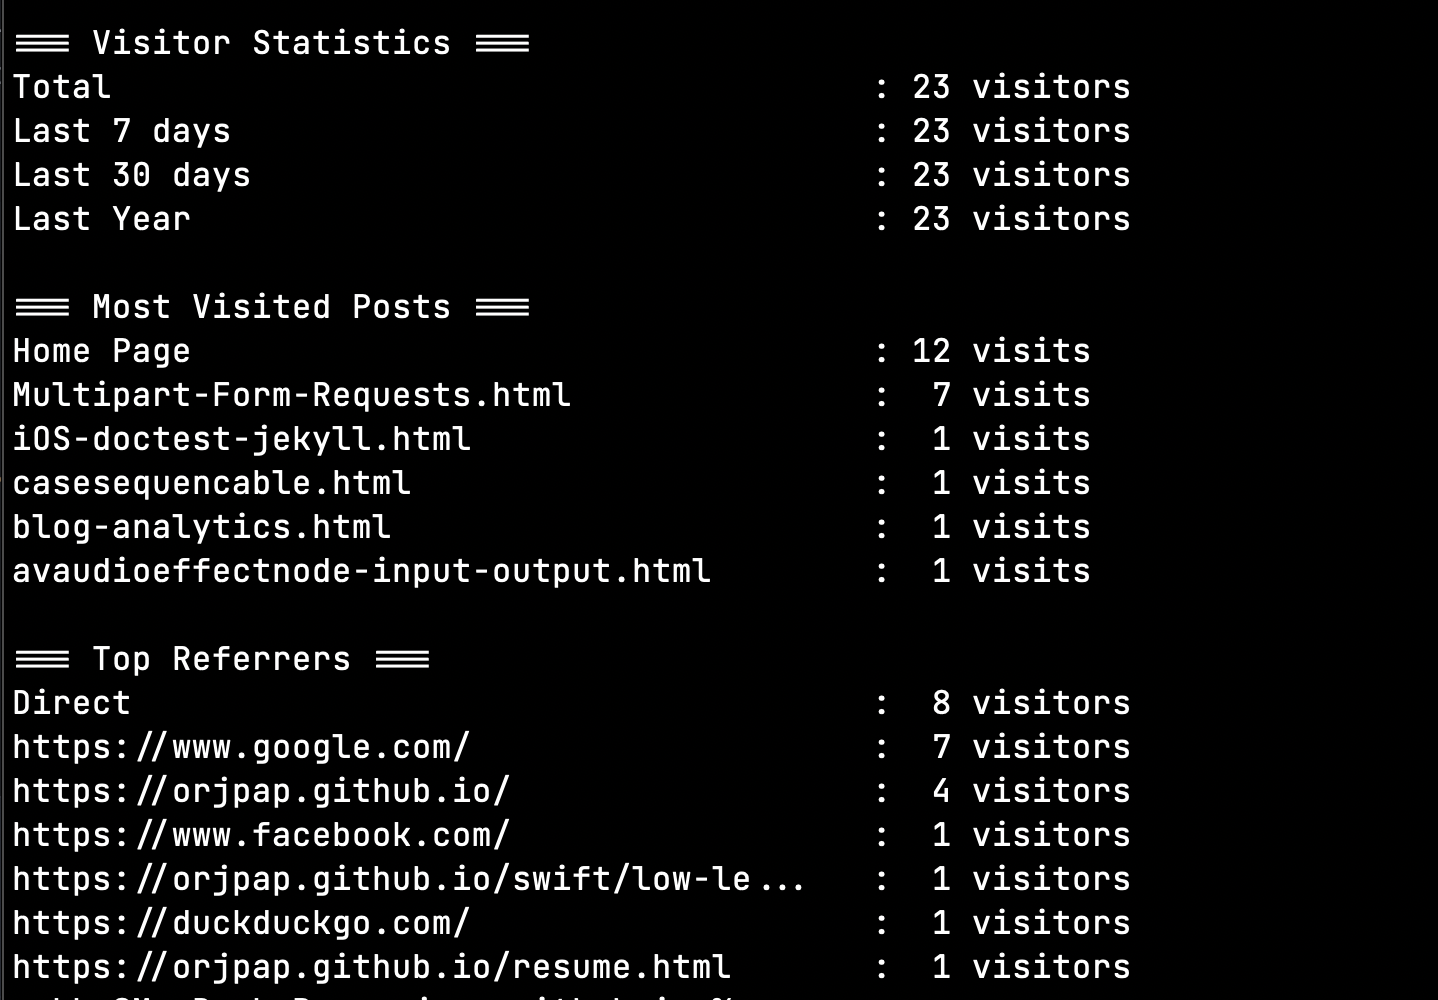 === Visitor Statistics ===
Total : 23 visitors
Last 7 days : 23 visitors
Last 30 days : 23 visitors
Last Year : 23 visitors
=== Most Visited Posts ===
Home Page : 12 visits
Multipart-Form-Requests.html : 7 visits
iOS-doctest-jekyll.html : 1 visits
casesequencable.html : 1 visits
blog-analytics.html : 1 visits
avaudioeffectnode-input-output.html : 1 visits
=== Top Referrers ===
Direct : 8 visitors
https://www.google.com/ : 7 visitors
https://orjpap.github.io/ : 4 visitors
https://www.facebook.com/ : 1 visitors
https://orjpap.github.io/swift/low-le... : 1 visitors
https://duckduckgo.com/ : 1 visitors
https://orjpap.github.io/resume.html : 1 visitors